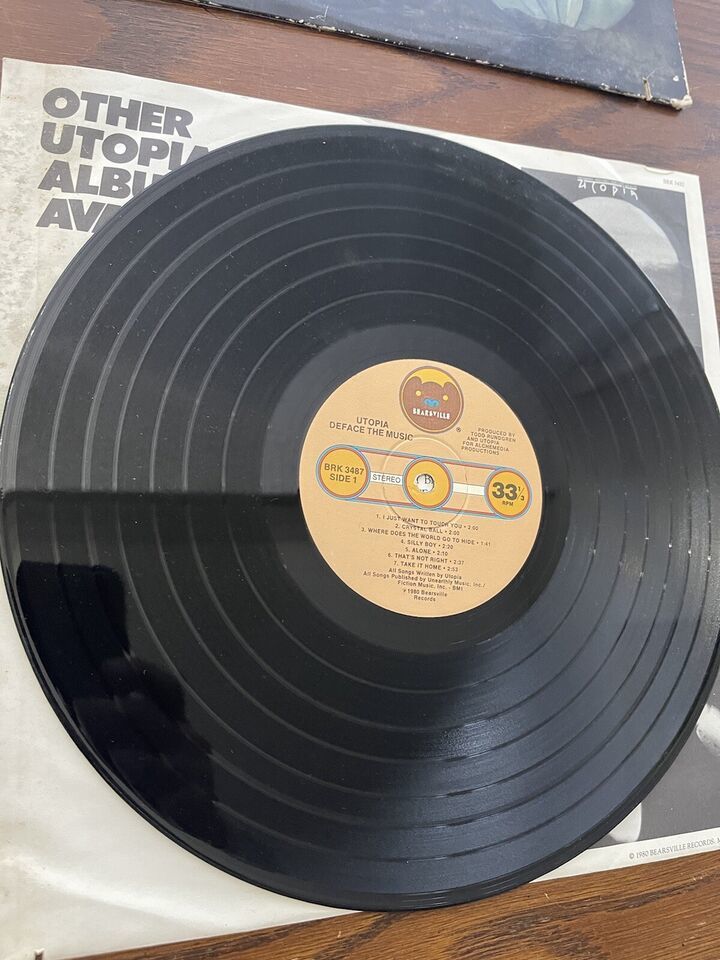 OTHER
UTOPIA
ALBU
AVA
utopia
BEARSVILLE
®
UTOPIA
DEFACE THE MUSIC
PRODUCED BY
TODD RUNDGREN
AND UTOPIA
FOR ALCHEMEDIA
PRODUCTIONS
BRK 3487
SIDE 1
STEREO
33 1/3
RPM
1. I JUST WANT TO TOUCH YOU • 2:00
2. CRYSTAL BALL • 2:00
3. WHERE DOES THE WORLD GO TO HIDE • 1:41
4. SILLY BOY • 2:20
5. ALONE • 2:10
6. THAT'S NOT RIGHT • 2:37
7. TAKE IT HOME • 2:53
All Songs Written by Utopia
All Songs Published by Unearthly Music, Inc./
Fiction Music, Inc. - BMI
℗ 1980 Bearsville
Records
© 1980 BEARSVILLE RECORDS. M